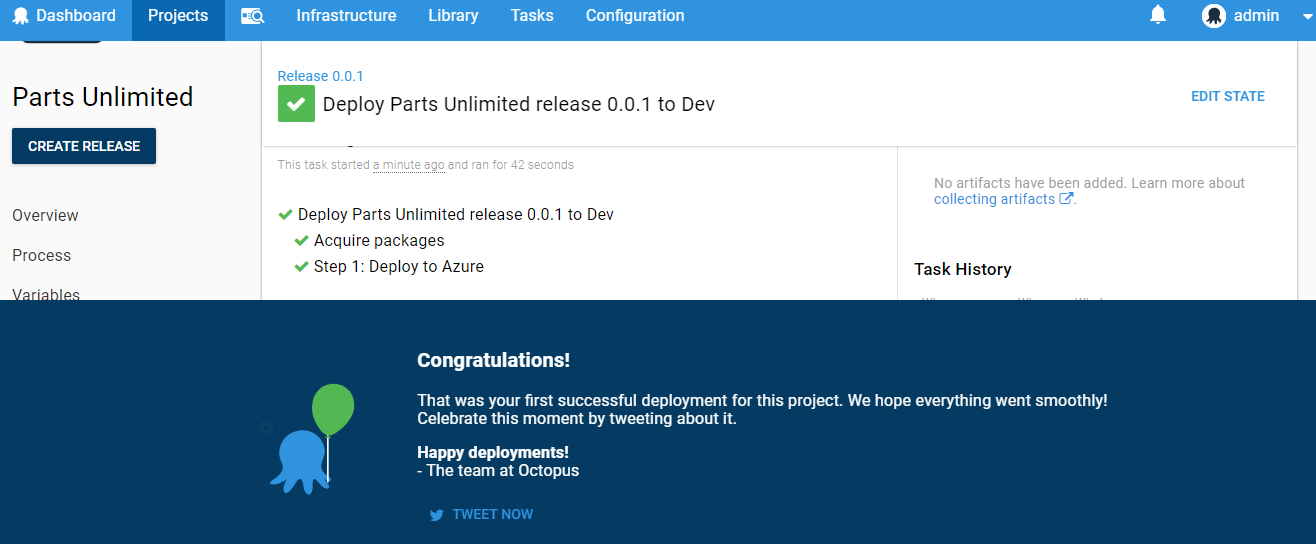 Dashboard Projects Infrastructure Library Tasks Configuration admin
Parts Unlimited
CREATE RELEASE
Overview
Process
Variables
Release 0.0.1
Deploy Parts Unlimited release 0.0.1 to Dev
EDIT STATE
This task started a minute ago and ran for 42 seconds
Deploy Parts Unlimited release 0.0.1 to Dev
Acquire packages
Step 1: Deploy to Azure
No artifacts have been added. Learn more about
collecting artifacts.
Task History
Congratulations!
That was your first successful deployment for this project. We hope everything went smoothly!
Celebrate this moment by tweeting about it.
Happy deployments!
- The team at Octopus
TWEET NOW